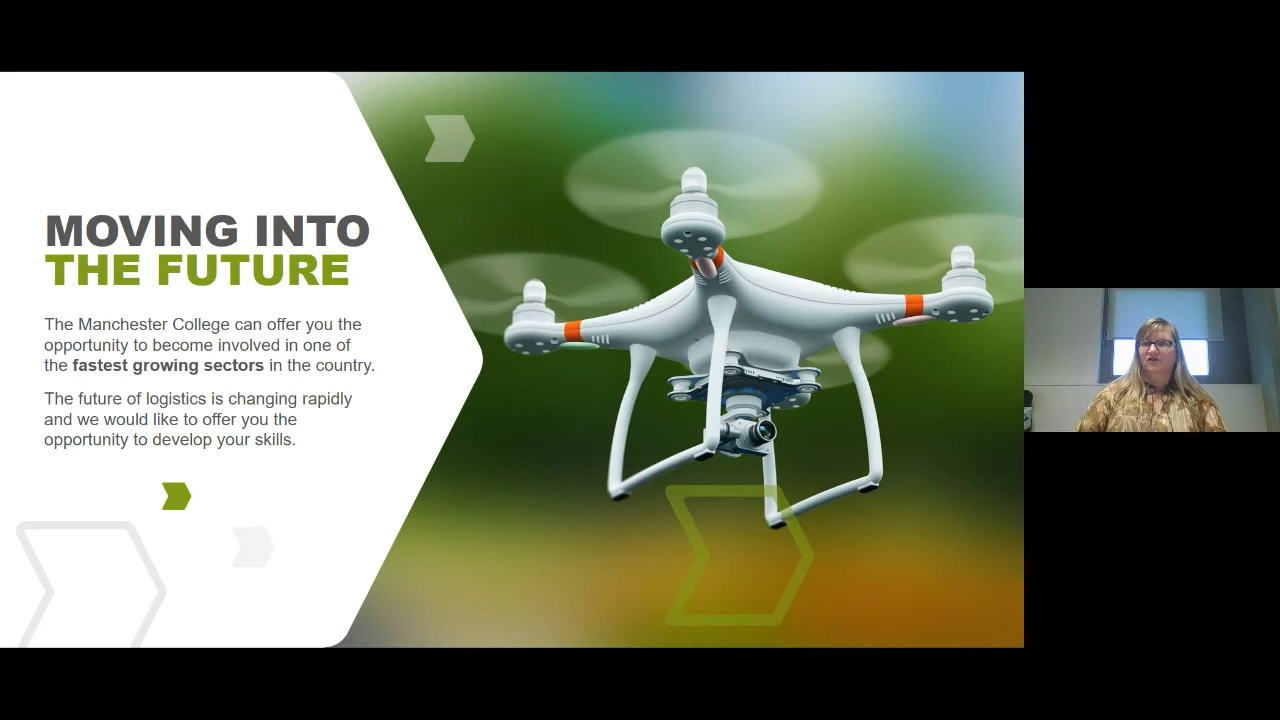 MOVING INTO
THE FUTURE
The Manchester College can offer you the
opportunity to become involved in one of
the fastest growing sectors in the country.
The future of logistics is changing rapidly
and we would like to offer you the
opportunity to develop your skills.